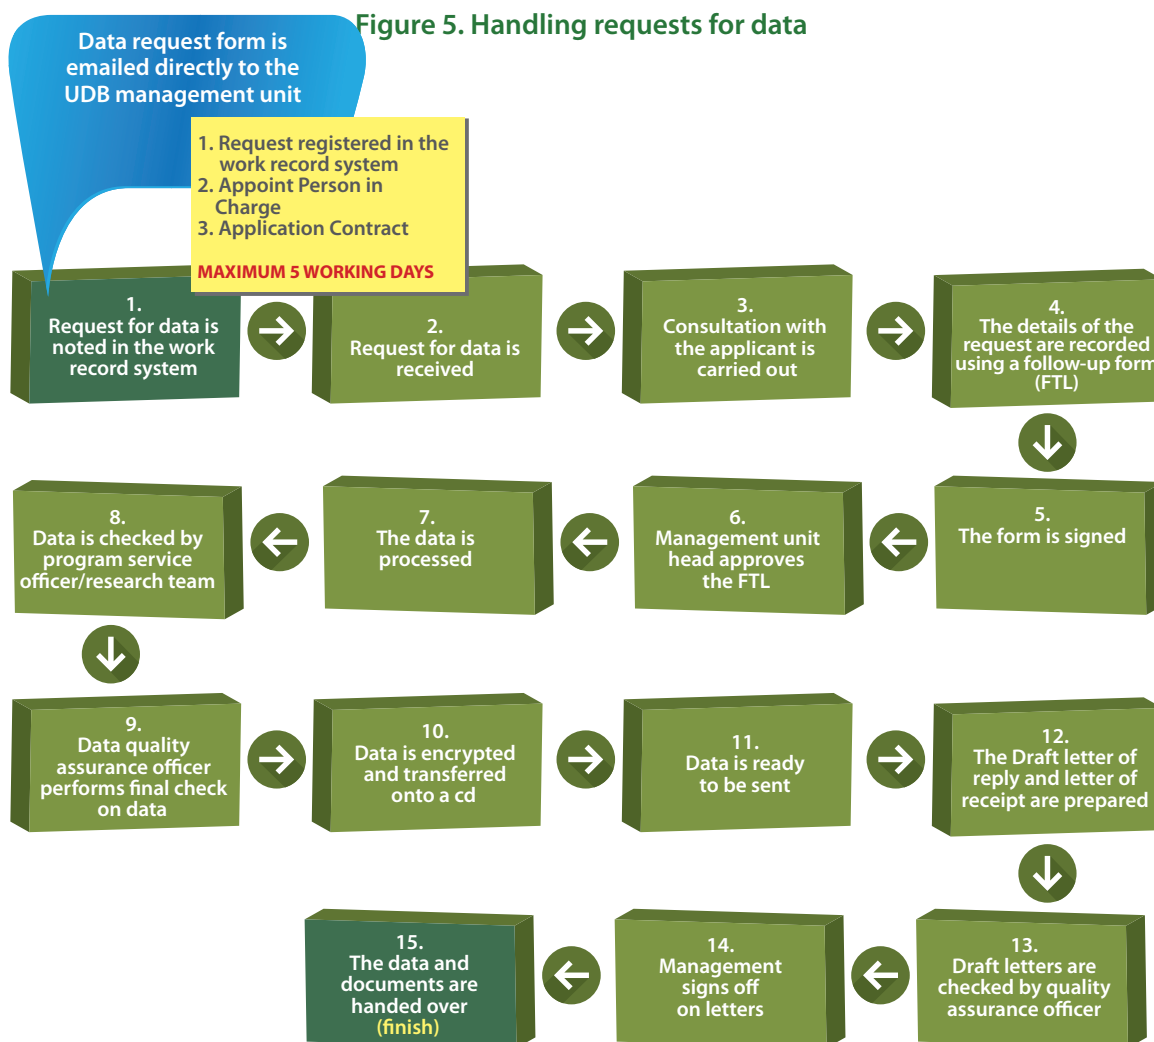 Figure 5. Handling requests for data
Data request form is
emailed directly to the
UDB management unit
1. Request registered in the
work record system
2. Appoint Person in
Charge
3. Application Contract
MAXIMUM 5 WORKING DAYS
1.
Request for data is
noted in the work
record system
2.
Request for data is
received
3.
Consultation with
the applicant is
carried out
4.
The details of the
request are recorded
using a follow-up form
(FTL)
5.
The form is signed
6.
Management unit
head approves
the FTL
7.
The data is
processed
8.
Data is checked by
program service
officer/research team
9.
Data quality
assurance officer
performs final check
on data
10.
Data is encrypted
and transferred
onto a cd
11.
Data is ready
to be sent
12.
The Draft letter of
reply and letter of
receipt are prepared
13.
Draft letters are
checked by quality
assurance officer
14.
Management
signs off
on letters
15.
The data and
documents are
handed over
(finish)